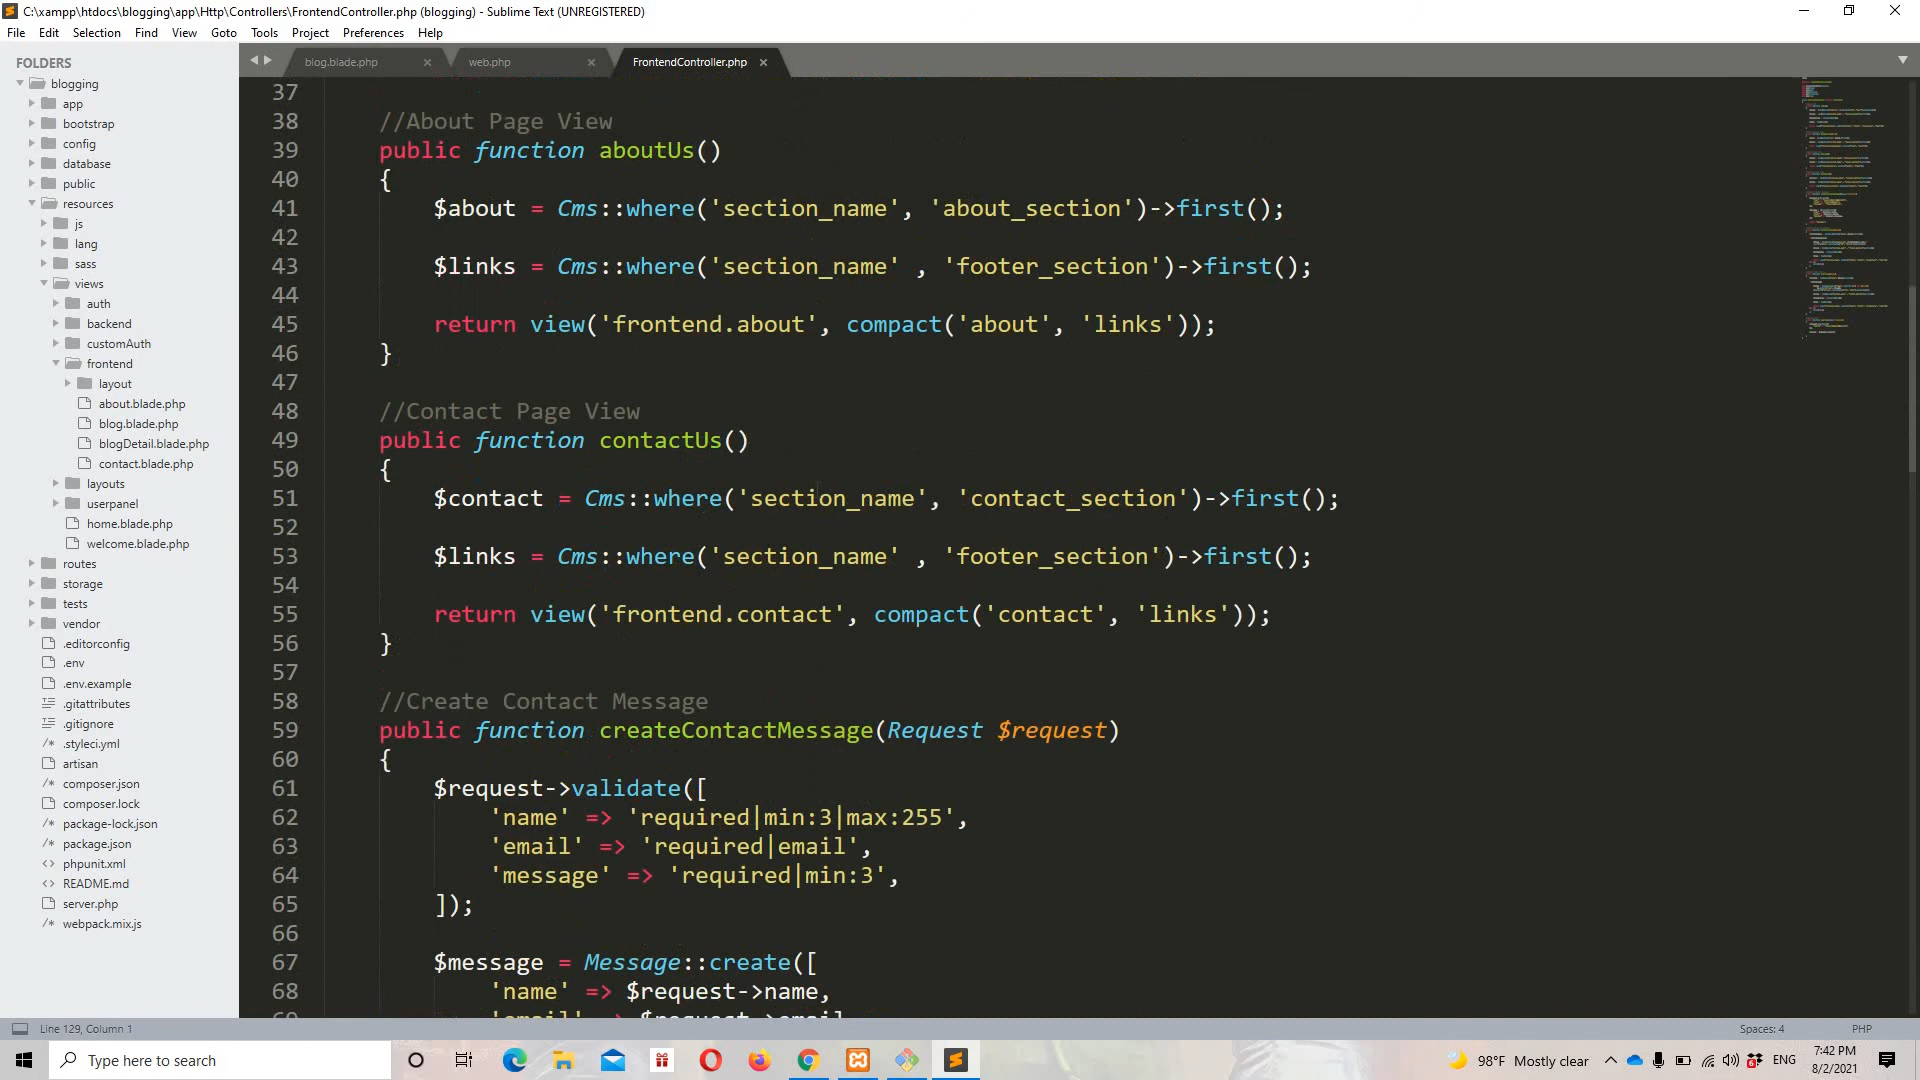 C:\xampp\htdocs\blogging\app\Http\Controllers\FrontendController.php (blogging) - Sublime Text (UNREGISTERED)
File Edit Selection Find View Goto Tools Project Preferences Help
FOLDERS
blogging
app
bootstrap
config
database
public
resources
js
lang
sass
views
auth
backend
customAuth
frontend
layout
about.blade.php
blog.blade.php
blogDetail.blade.php
contact.blade.php
layouts
userpanel
home.blade.php
welcome.blade.php
routes
storage
tests
vendor
.editorconfig
.env
.env.example
.gitattributes
.gitignore
.styleci.yml
artisan
composer.json
composer.lock
package-lock.json
package.json
phpunit.xml
README.md
server.php
webpack.mix.js
blog.blade.php web.php FrontendController.php
37
38 //About Page View
39 public function aboutUs()
40 {
41 $about = Cms::where('section_name', 'about_section')->first();
42
43 $links = Cms::where('section_name' , 'footer_section')->first();
44
45 return view('frontend.about', compact('about', 'links'));
46 }
47
48 //Contact Page View
49 public function contactUs()
50 {
51 $contact = Cms::where('section_name', 'contact_section')->first();
52
53 $links = Cms::where('section_name' , 'footer_section')->first();
54
55 return view('frontend.contact', compact('contact', 'links'));
56 }
57
58 //Create Contact Message
59 public function createContactMessage(Request $request)
60 {
61 $request->validate([
62 'name' => 'required|min:3|max:255',
63 'email' => 'required|email',
64 'message' => 'required|min:3',
65 ]);
66
67 $message = Message::create([
68 'name' => $request->name,
69 'email' => $request->email
Line 129, Column 1 Spaces: 4 PHP
Type here to search
98°F Mostly clear ENG
7:42 PM
8/2/2021